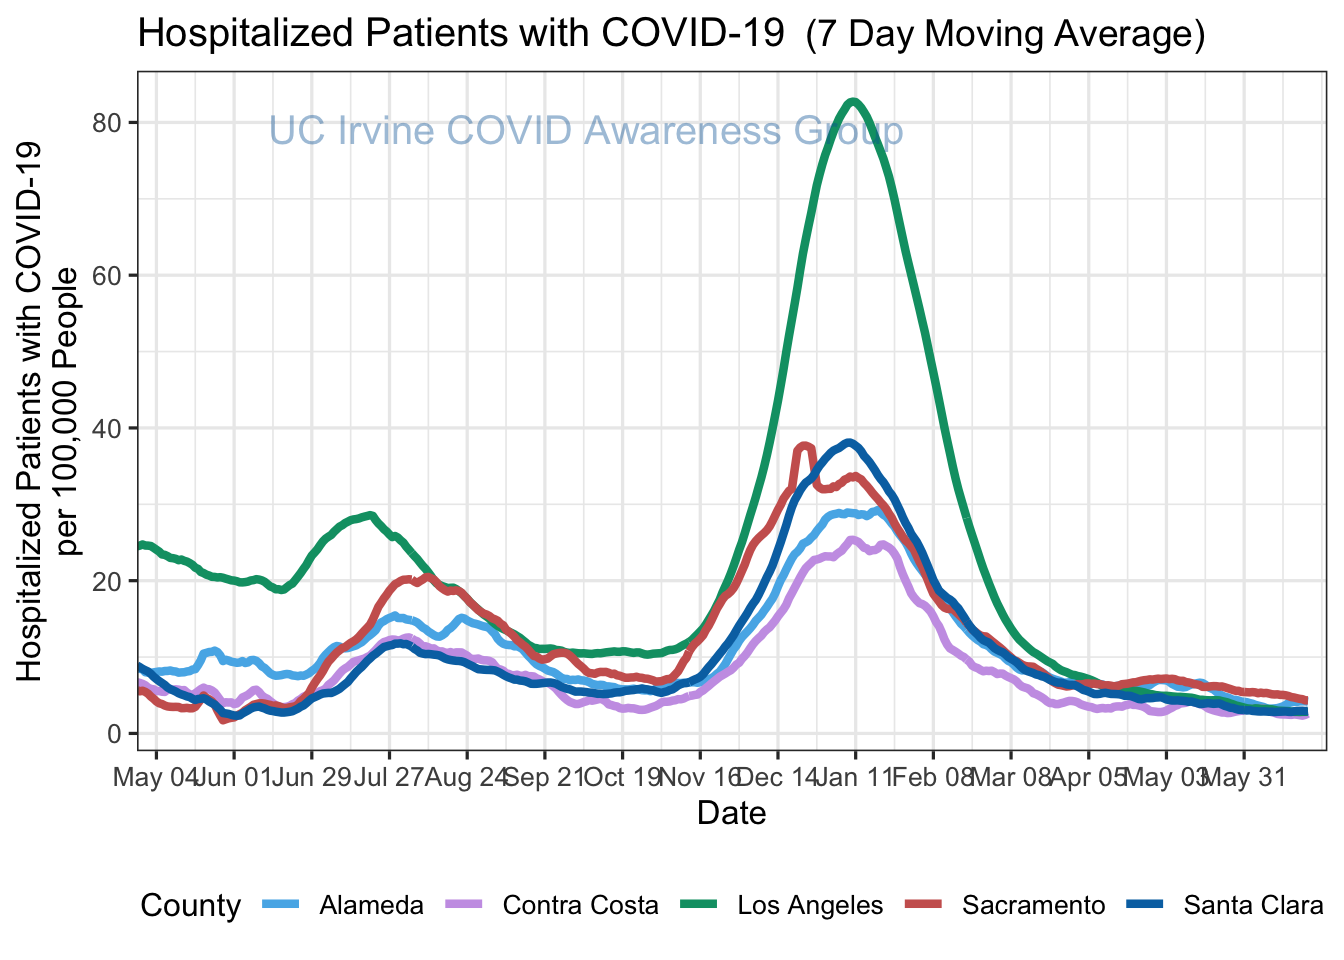 Hospitalized Patients with COVID-19 (7 Day Moving Average)
UC Irvine COVID Awareness Group
Hospitalized Patients with COVID-19
per 100,000 People
80
60
40
20
0
May 04 Jun 01 Jun 29 Jul 27 Aug 24 Sep 21 Oct 19 Nov 16 Dec 14 Jan 11 Feb 08 Mar 08 Apr 05 May 03 May 31
Date
County Alameda Contra Costa Los Angeles Sacramento Santa Clara